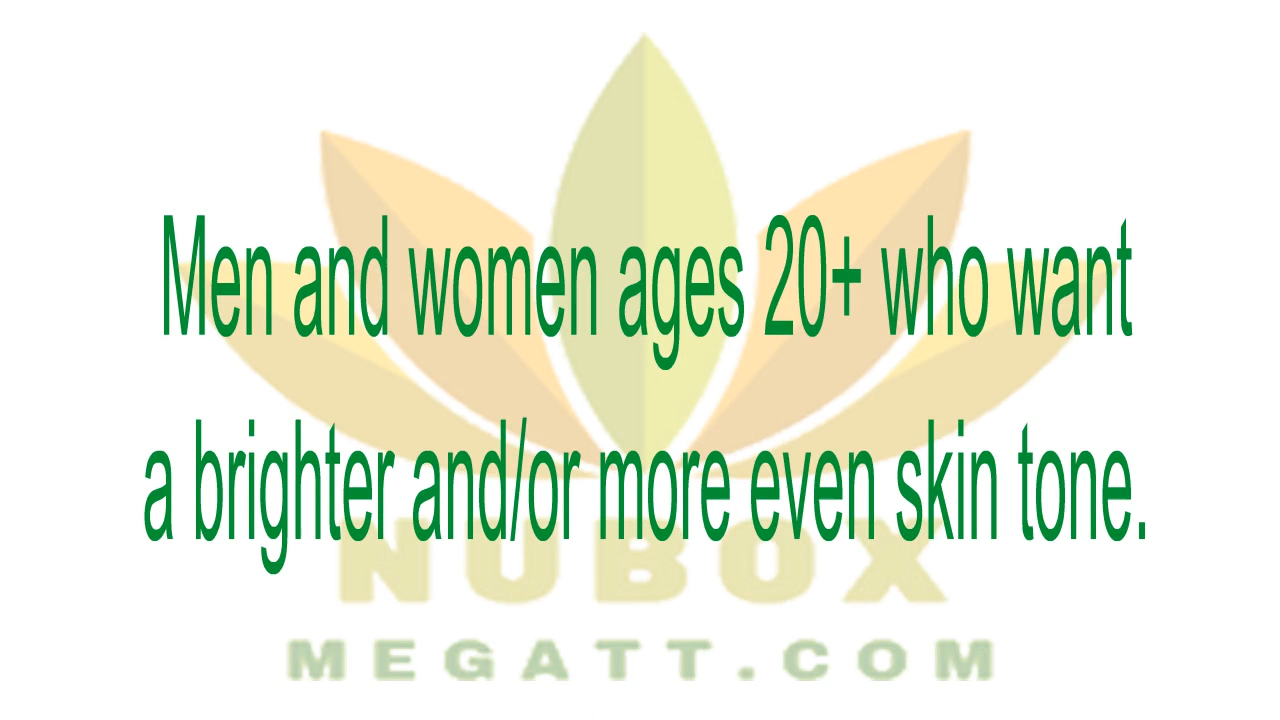 Men and women ages 20+ who want
a brighter and/or more even skin tone.
NUBOX
MEGATT.COM